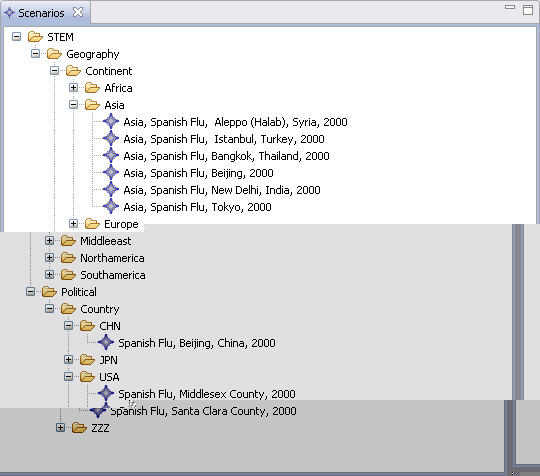 Scenarios
STEM
Geography
Continent
Africa
Asia
Asia, Spanish Flu, Aleppo (Halab), Syria, 2000
Asia, Spanish Flu, Istanbul, Turkey, 2000
Asia, Spanish Flu, Bangkok, Thailand, 2000
Asia, Spanish Flu, Beijing, 2000
Asia, Spanish Flu, New Delhi, India, 2000
Asia, Spanish Flu, Tokyo, 2000
Europe
Middleeast
Northamerica
Southamerica
Political
Country
CHN
Spanish Flu, Beijing, China, 2000
JPN
USA
Spanish Flu, Middlesex County, 2000
Spanish Flu, Santa Clara County, 2000
ZZZ